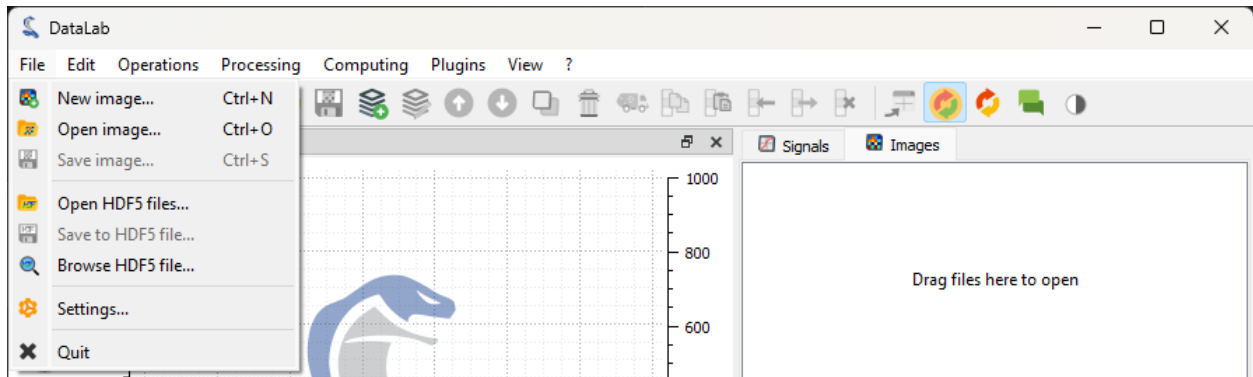 DataLab
File Edit Operations Processing Computing Plugins View ?
New image... Ctrl+N
Open image... Ctrl+O
Save image... Ctrl+S
Open HDF5 files...
Save to HDF5 file...
Browse HDF5 file...
Settings...
Quit
1000
800
600
Signals Images
Drag files here to open